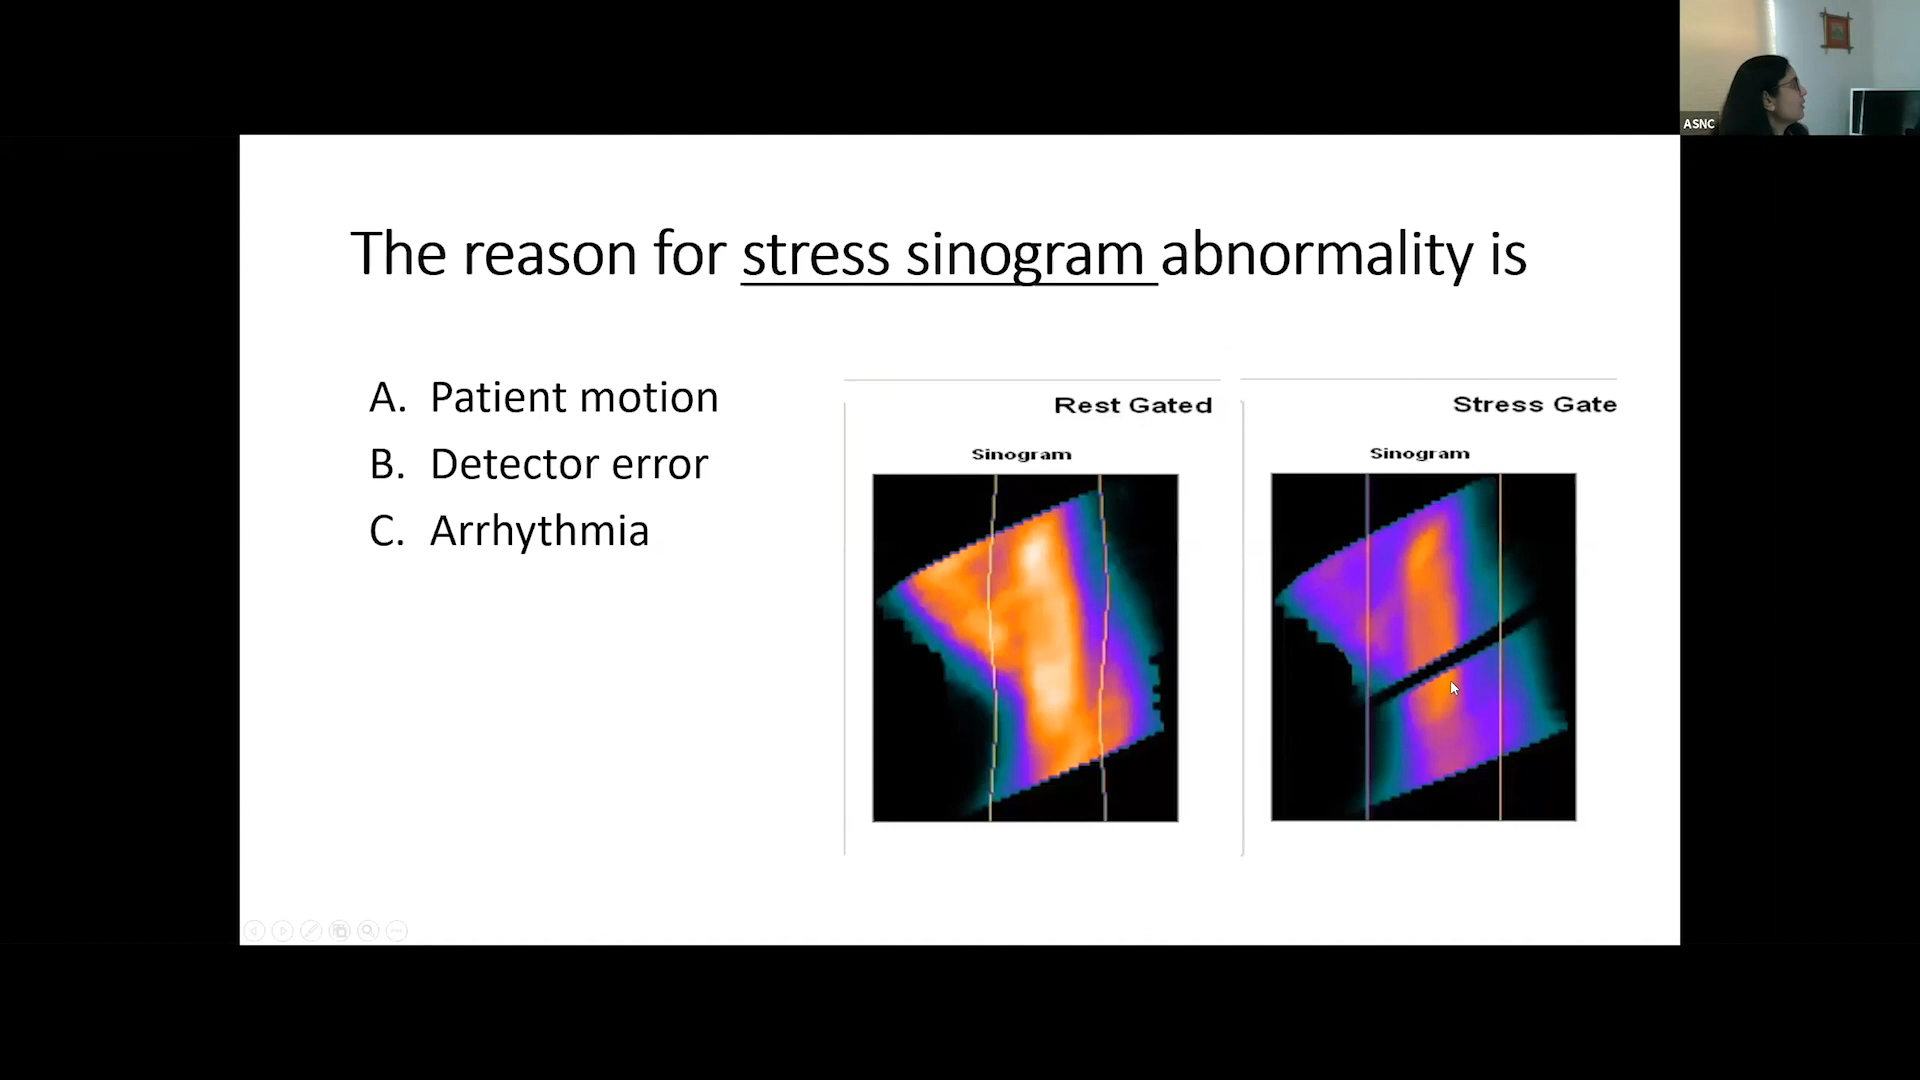 ASNC
The reason for stress sinogram abnormality is
A. Patient motion
B. Detector error
C. Arrhythmia
Rest Gated
Sinogram
Stress Gate
Sinogram